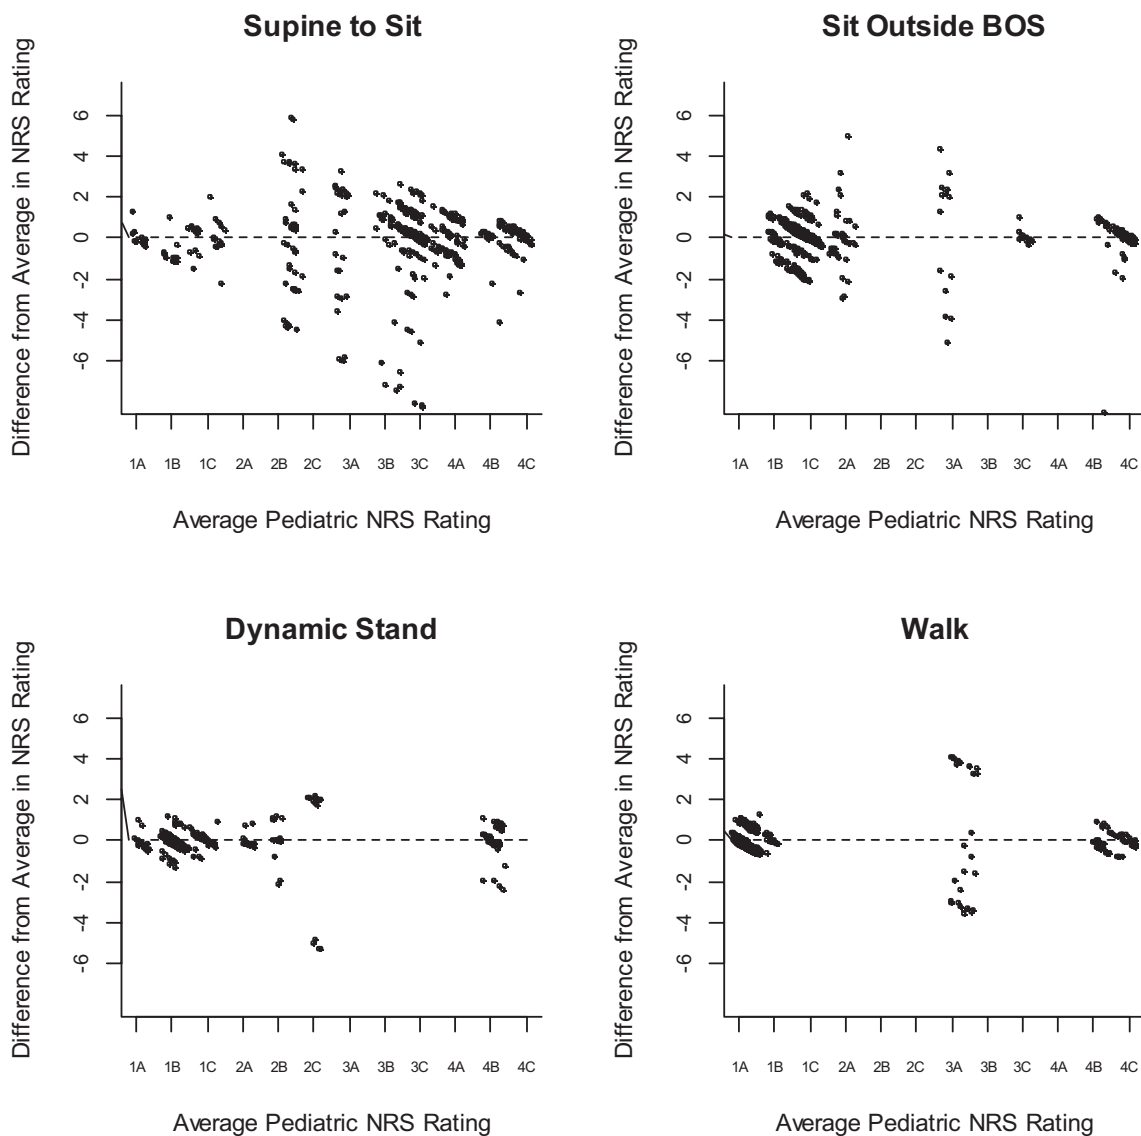 Supine to Sit
Difference from Average in NRS Rating
6
4
2
0
-2
-4
-6
1A 1B 1C 2A 2B 2C 3A 3B 3C 4A 4B 4C
Average Pediatric NRS Rating
Sit Outside BOS
Difference from Average in NRS Rating
6
4
2
0
-2
-4
-6
1A 1B 1C 2A 2B 2C 3A 3B 3C 4A 4B 4C
Average Pediatric NRS Rating
Dynamic Stand
Difference from Average in NRS Rating
6
4
2
0
-2
-4
-6
1A 1B 1C 2A 2B 2C 3A 3B 3C 4A 4B 4C
Average Pediatric NRS Rating
Walk
Difference from Average in NRS Rating
6
4
2
0
-2
-4
-6
1A 1B 1C 2A 2B 2C 3A 3B 3C 4A 4B 4C
Average Pediatric NRS Rating